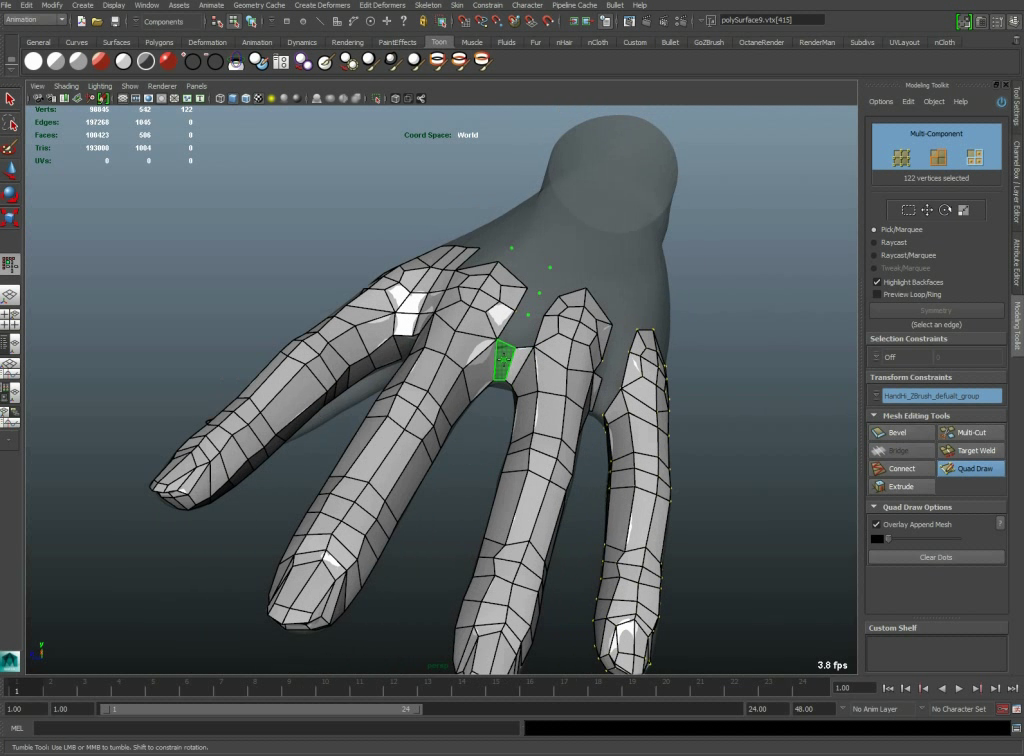 File Edit Modify Create Display Window Assets Animate Geometry Cache Create Deformers Edit Deformers Skeleton Skin Constrain Character Pipeline Cache Bullet Help
Animation Components polySurface9.vtx[415]
General Curves Surfaces Polygons Deformation Animation Dynamics Rendering PaintEffects Toon Muscle Fluids Fur nHair nCloth Custom Bullet GoZBrush OctaneRender RenderMan Subdivs UVLayout nCloth
View Shading Lighting Show Renderer Panels
Modeling Toolkit
Options Edit Object Help
Verts: 98045 542 122
Edges: 197268 1045 0
Faces: 100423 506 0
Tris: 193000 1004 0
UVs: 0 0 0
Coord Space: World
Multi-Component
122 vertices selected
Pick/Marquee
Raycast
Raycast/Marquee
Tweak/Marquee
Highlight Backfaces
Preview Loop/Ring
Symmetry
(Select an edge)
Selection Constraints
Off 0
Transform Constraints
HandHi_ZBrush_defualt_group
Mesh Editing Tools
Bevel Multi-Cut
Bridge Target Weld
Connect Quad Draw
Extrude
Quad Draw Options
Overlay Append Mesh
Clear Dots
Custom Shelf
Tool Settings
Channel Box / Layer Editor
Attribute Editor
Modeling Toolkit
y
persp
3.8 fps
1 2 3 4 5 6 7 8 9 10 11 12 13 14 15 16 17 18 19 20 21 22 23 24
1 1.00
1.00 1.00 1 24 24.00 48.00 No Anim Layer No Character Set
MEL
Tumble Tool: Use LMB or MMB to tumble. Shift to constrain rotation.